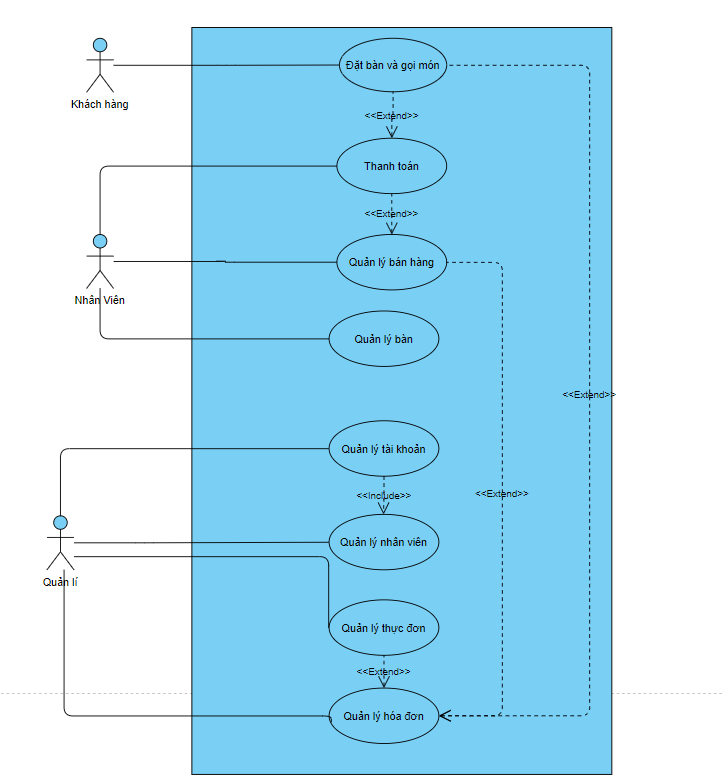 Đặt bàn và gọi món
Khách hàng
<<Extend>>
Thanh toán
<<Extend>>
Quản lý bán hàng
Nhân Viên
Quản lý bàn
<<Extend>>
Quản lý tài khoản
<<Include>>
<<Extend>>
Quản lý nhân viên
Quản lí
Quản lý thực đơn
<<Extend>>
Quản lý hóa đơn